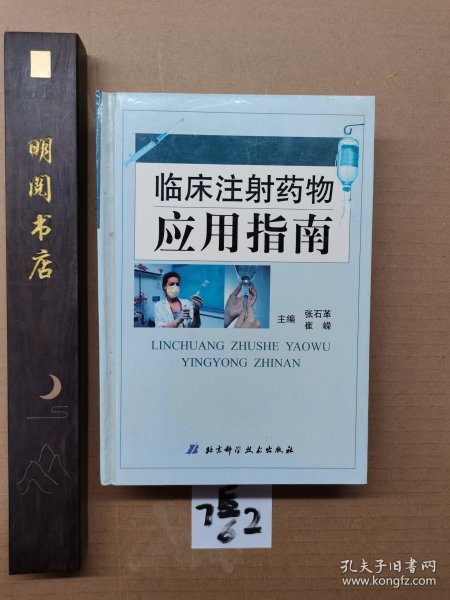 明阅书店
临床注射药物
应用指南
主编 张石革
崔嵘
LINCHUANG ZHUSHE YAOWU
YINGYONG ZHINAN
北京科学技术出版社
孔夫子旧书网
www.kongfz.com